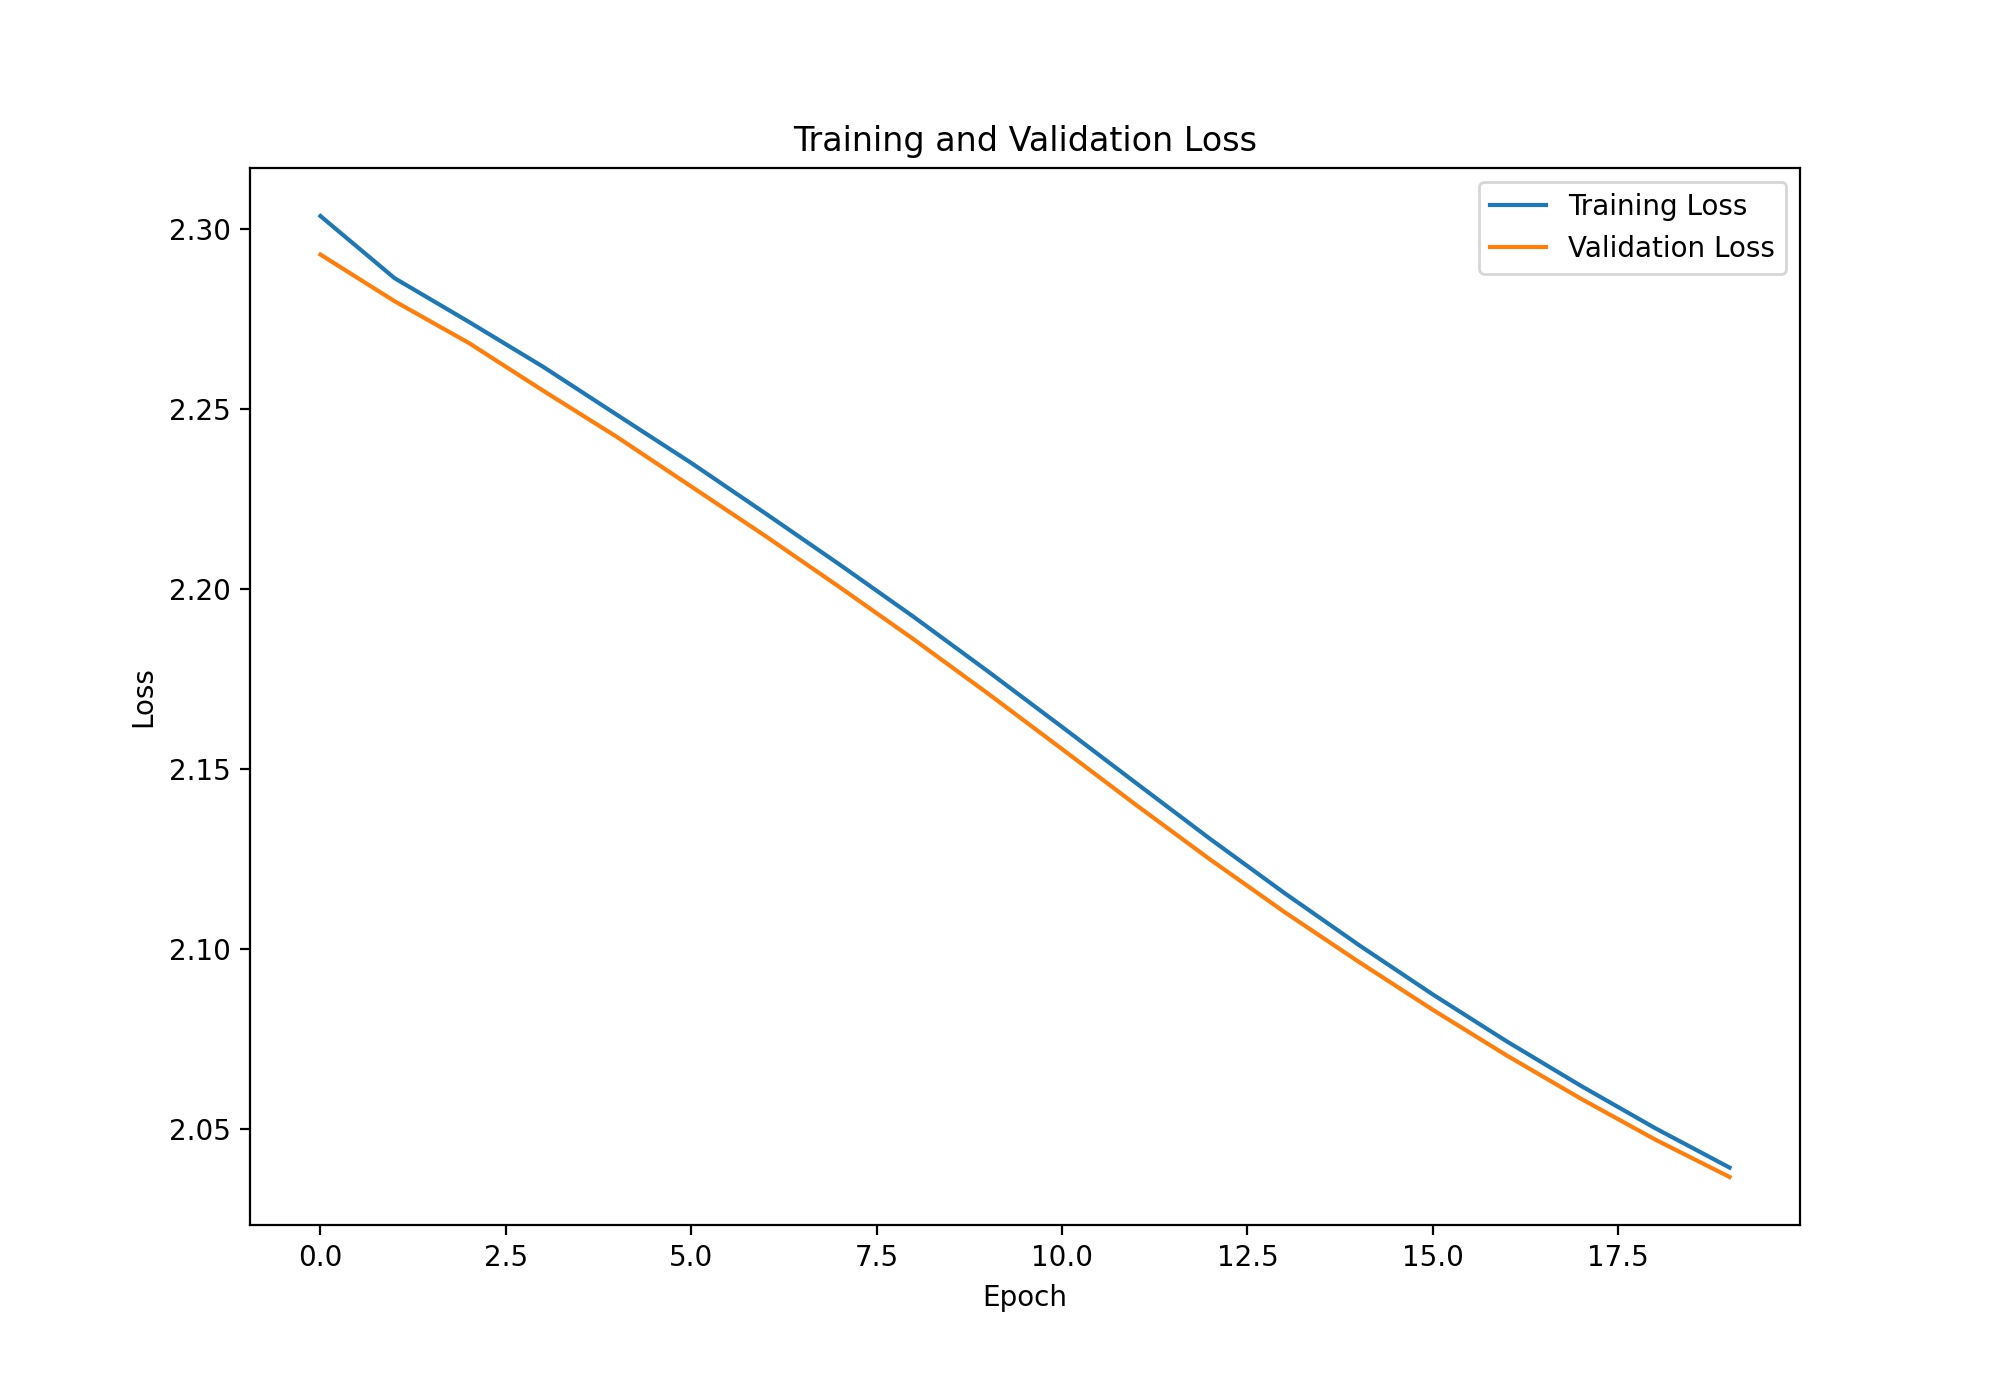 Training and Validation Loss
Training Loss
Validation Loss
2.30
2.25
2.20
2.15
2.10
2.05
Loss
0.0 2.5 5.0 7.5 10.0 12.5 15.0 17.5
Epoch